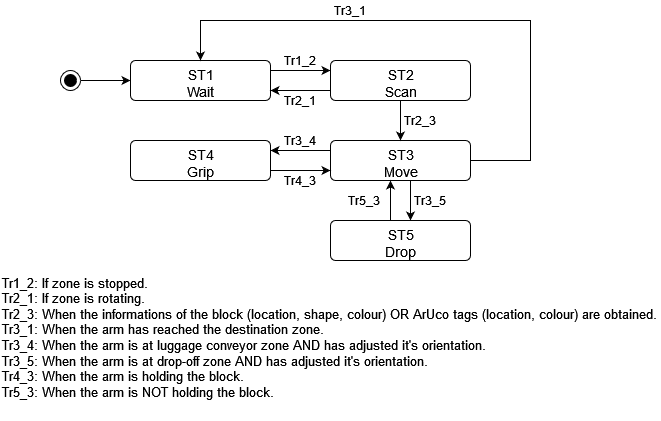 Tr3_1
ST1
Wait
Tr1_2
Tr2_1
ST2
Scan
Tr2_3
ST4
Grip
Tr3_4
Tr4_3
ST3
Move
Tr5_3
Tr3_5
ST5
Drop
Tr1_2: If zone is stopped.
Tr2_1: If zone is rotating.
Tr2_3: When the informations of the block (location, shape, colour) OR ArUco tags (location, colour) are obtained.
Tr3_1: When the arm has reached the destination zone.
Tr3_4: When the arm is at luggage conveyor zone AND has adjusted it's orientation.
Tr3_5: When the arm is at drop-off zone AND has adjusted it's orientation.
Tr4_3: When the arm is holding the block.
Tr5_3: When the arm is NOT holding the block.